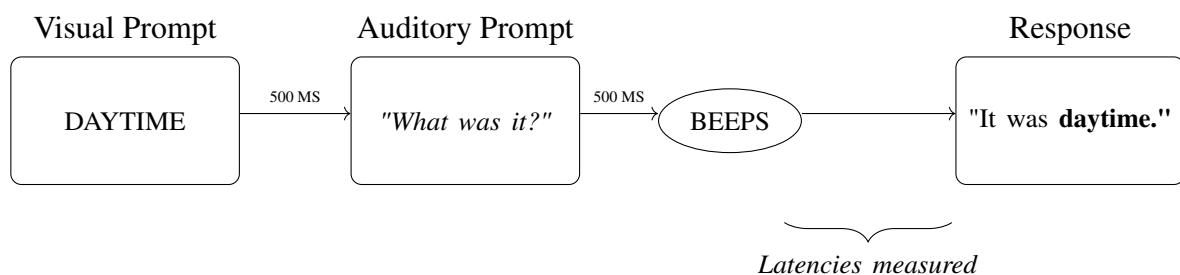 Visual Prompt
Auditory Prompt
Response
DAYTIME
500 MS
"What was it?"
500 MS
BEEPS
"It was daytime."
Latencies measured